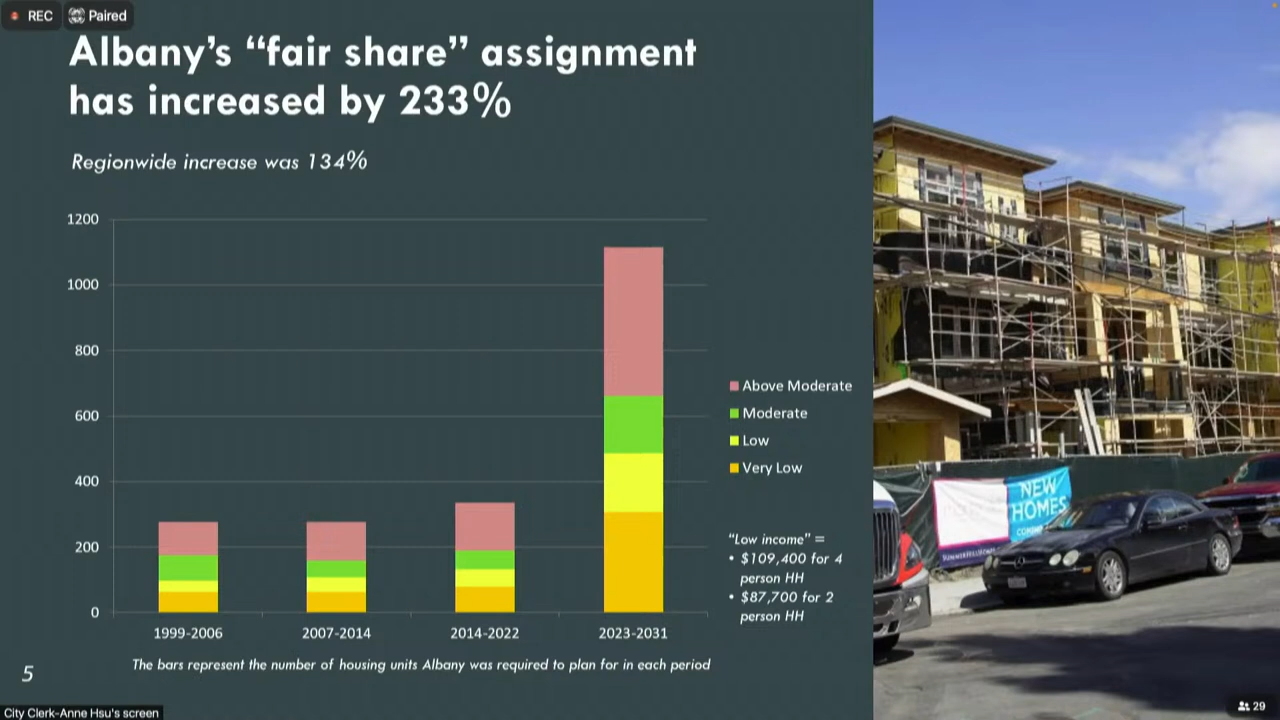 REC
Paired
Albany's "fair share" assignment
has increased by 233%
Regionwide increase was 134%
1200
1000
800
600
400
200
0
1999-2006
2007-2014
2014-2022
2023-2031
Above Moderate
Moderate
Low
Very Low
"Low income" =
• $109,400 for 4
person HH
• $87,700 for 2
person HH
The bars represent the number of housing units Albany was required to plan for in each period
5
NEW
HOMES
SUMMERHILLHOMES
City Clerk-Anne Hsu's screen
29